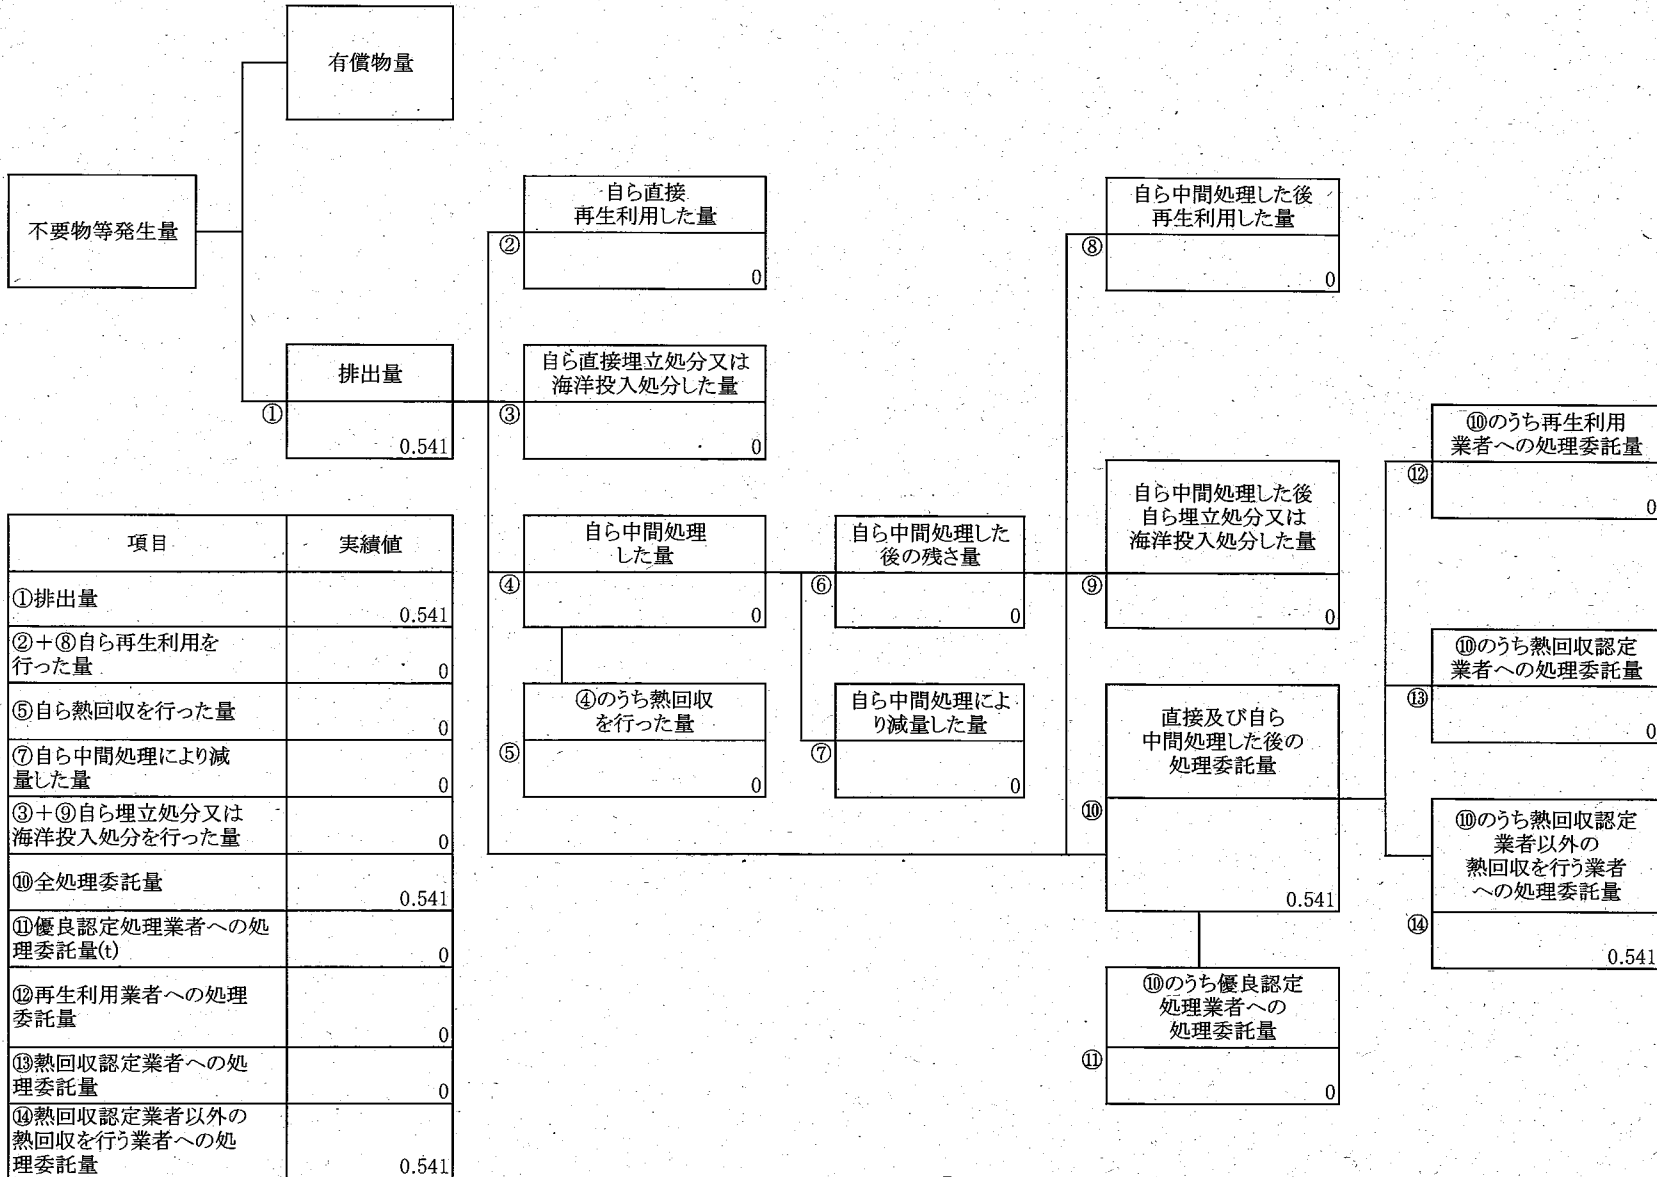 有償物量
不要物等発生量
排出量
①
0.541
自ら直接
再生利用した量
②
0
自ら直接埋立処分又は
海洋投入処分した量
③
0
自ら中間処理
した量
④
0
④のうち熱回収
を行った量
⑤
0
自ら中間処理した
後の残さ量
⑥
0
自ら中間処理によ
り減量した量
⑦
0
自ら中間処理した後
再生利用した量
⑧
0
自ら中間処理した後
自ら埋立処分又は
海洋投入処分した量
⑨
0
直接及び自ら
中間処理した後の
処理委託量
⑩
0.541
⑩のうち優良認定
処理業者への
処理委託量
⑪
0
⑩のうち再生利用
業者への処理委託量
⑫
0
⑩のうち熱回収認定
業者への処理委託量
⑬
0
⑩のうち熱回収認定
業者以外の
熱回収を行う業者
への処理委託量
⑭
0.541
項目 実績値
①排出量
0.541
②+⑧自ら再生利用を
行った量 0
⑤自ら熱回収を行った量
0
⑦自ら中間処理により減
量した量 0
③+⑨自ら埋立処分又は
海洋投入処分を行った量 0
⑩全処理委託量
0.541
⑪優良認定処理業者への処
理委託量(t) 0
⑫再生利用業者への処理
委託量
0
⑬熱回収認定業者への処
理委託量 0
⑭熱回収認定業者以外の
熱回収を行う業者への処
理委託量 0.541